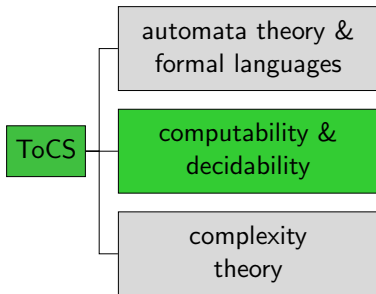 automata theory &
formal languages
ToCS
computability &
decidability
complexity
theory